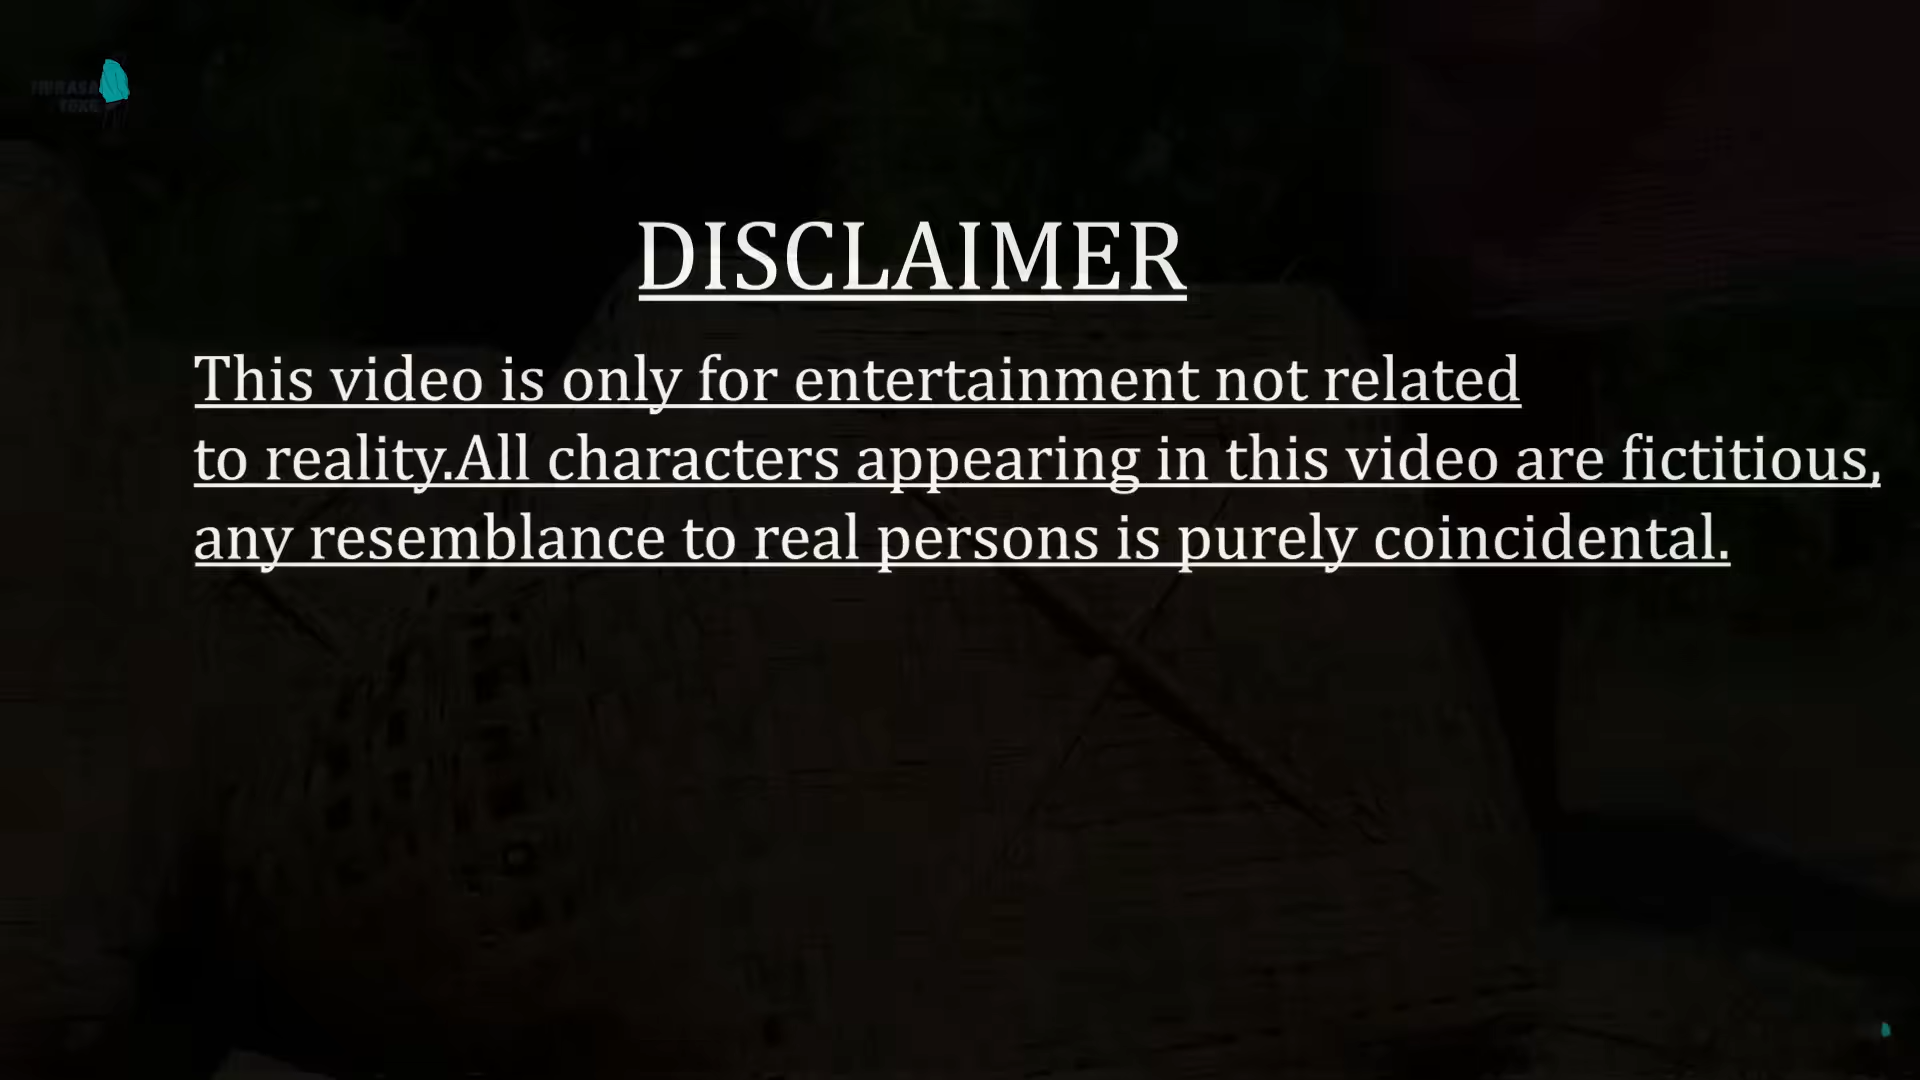 DISCLAIMER
This video is only for entertainment not related
to reality.All characters appearing in this video are fictitious,
any resemblance to real persons is purely coincidental.